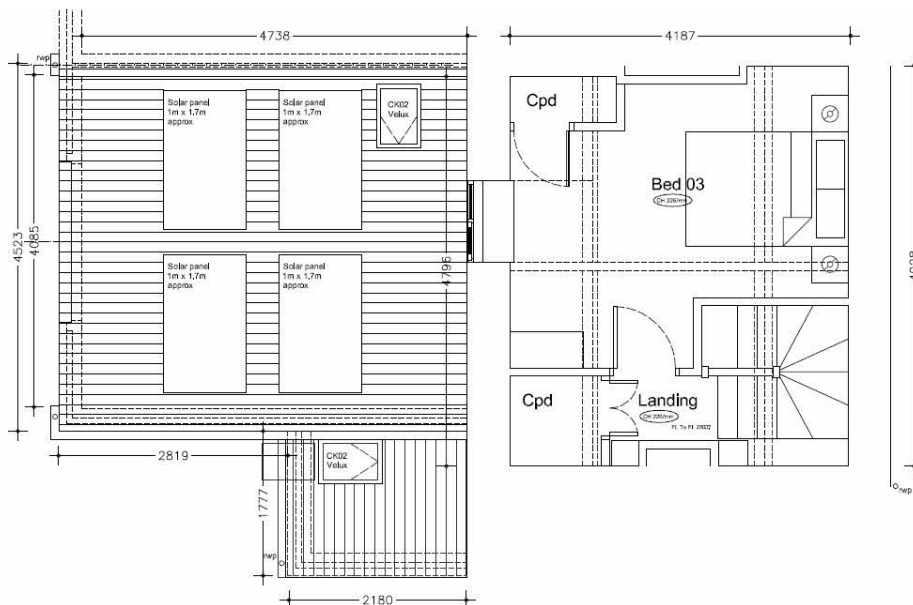 4738
4187
rwp
Solar panel
1m x 1,7m
approx
Solar panel
1m x 1,7m
approx
CK02
Velux
Cpd
Bed 03
CH 2267mm
4523
4085
4796
Solar panel
1m x 1,7m
approx
Solar panel
1m x 1,7m
approx
Cpd
Landing
2819
CK02
Velux
1777
rwp
rwp
2180